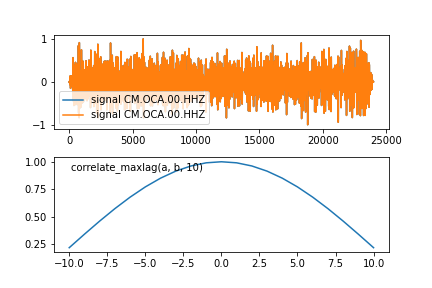 1
0
−1
signal CM.OCA.00.HHZ
signal CM.OCA.00.HHZ
0 5000 10000 15000 20000 25000
1.00
0.75
0.50
0.25
correlate_maxlag(a, b, 10)
−10.0 −7.5 −5.0 −2.5 0.0 2.5 5.0 7.5 10.0